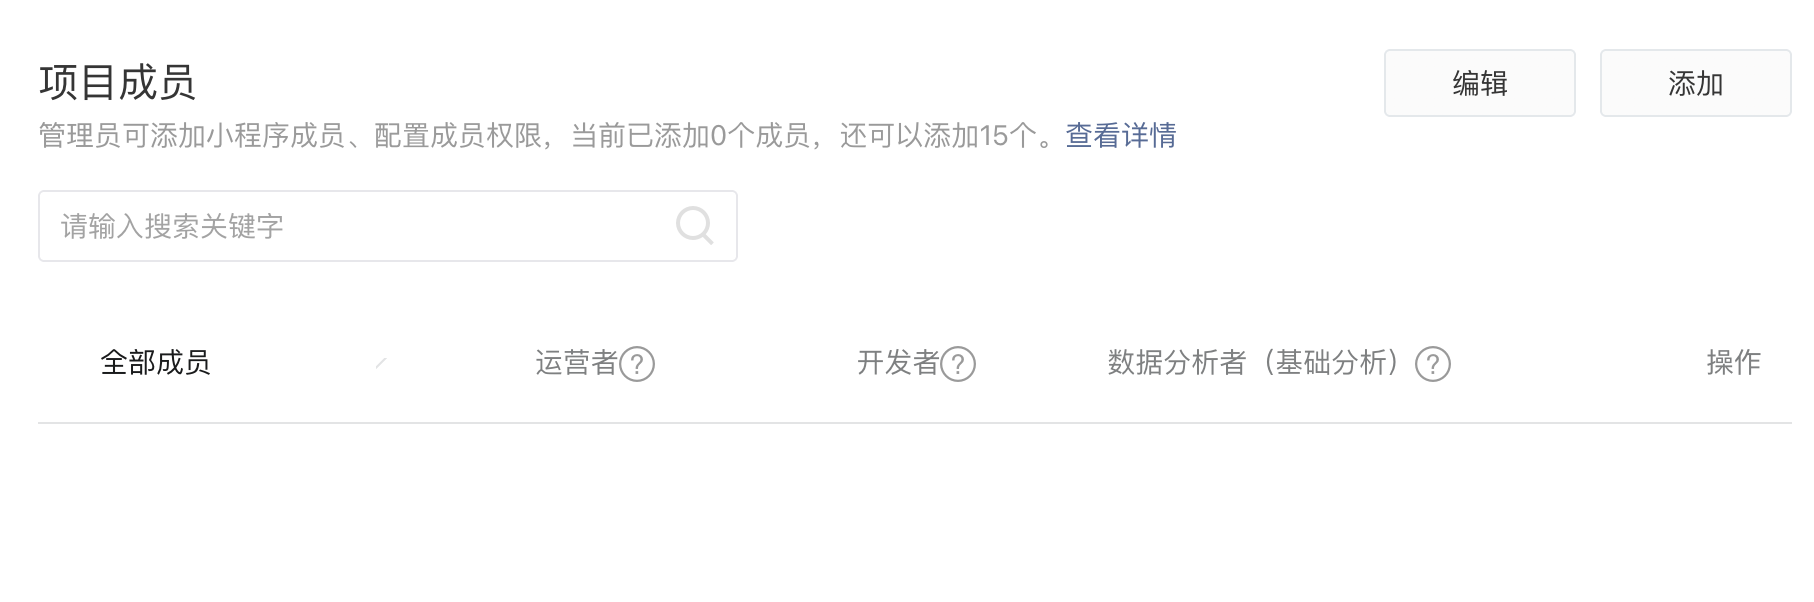 项目成员
编辑
添加
管理员可添加小程序成员、配置成员权限，当前已添加0个成员，还可以添加15个。查看详情
请输入搜索关键字
全部成员 运营者? 开发者? 数据分析者（基础分析）? 操作